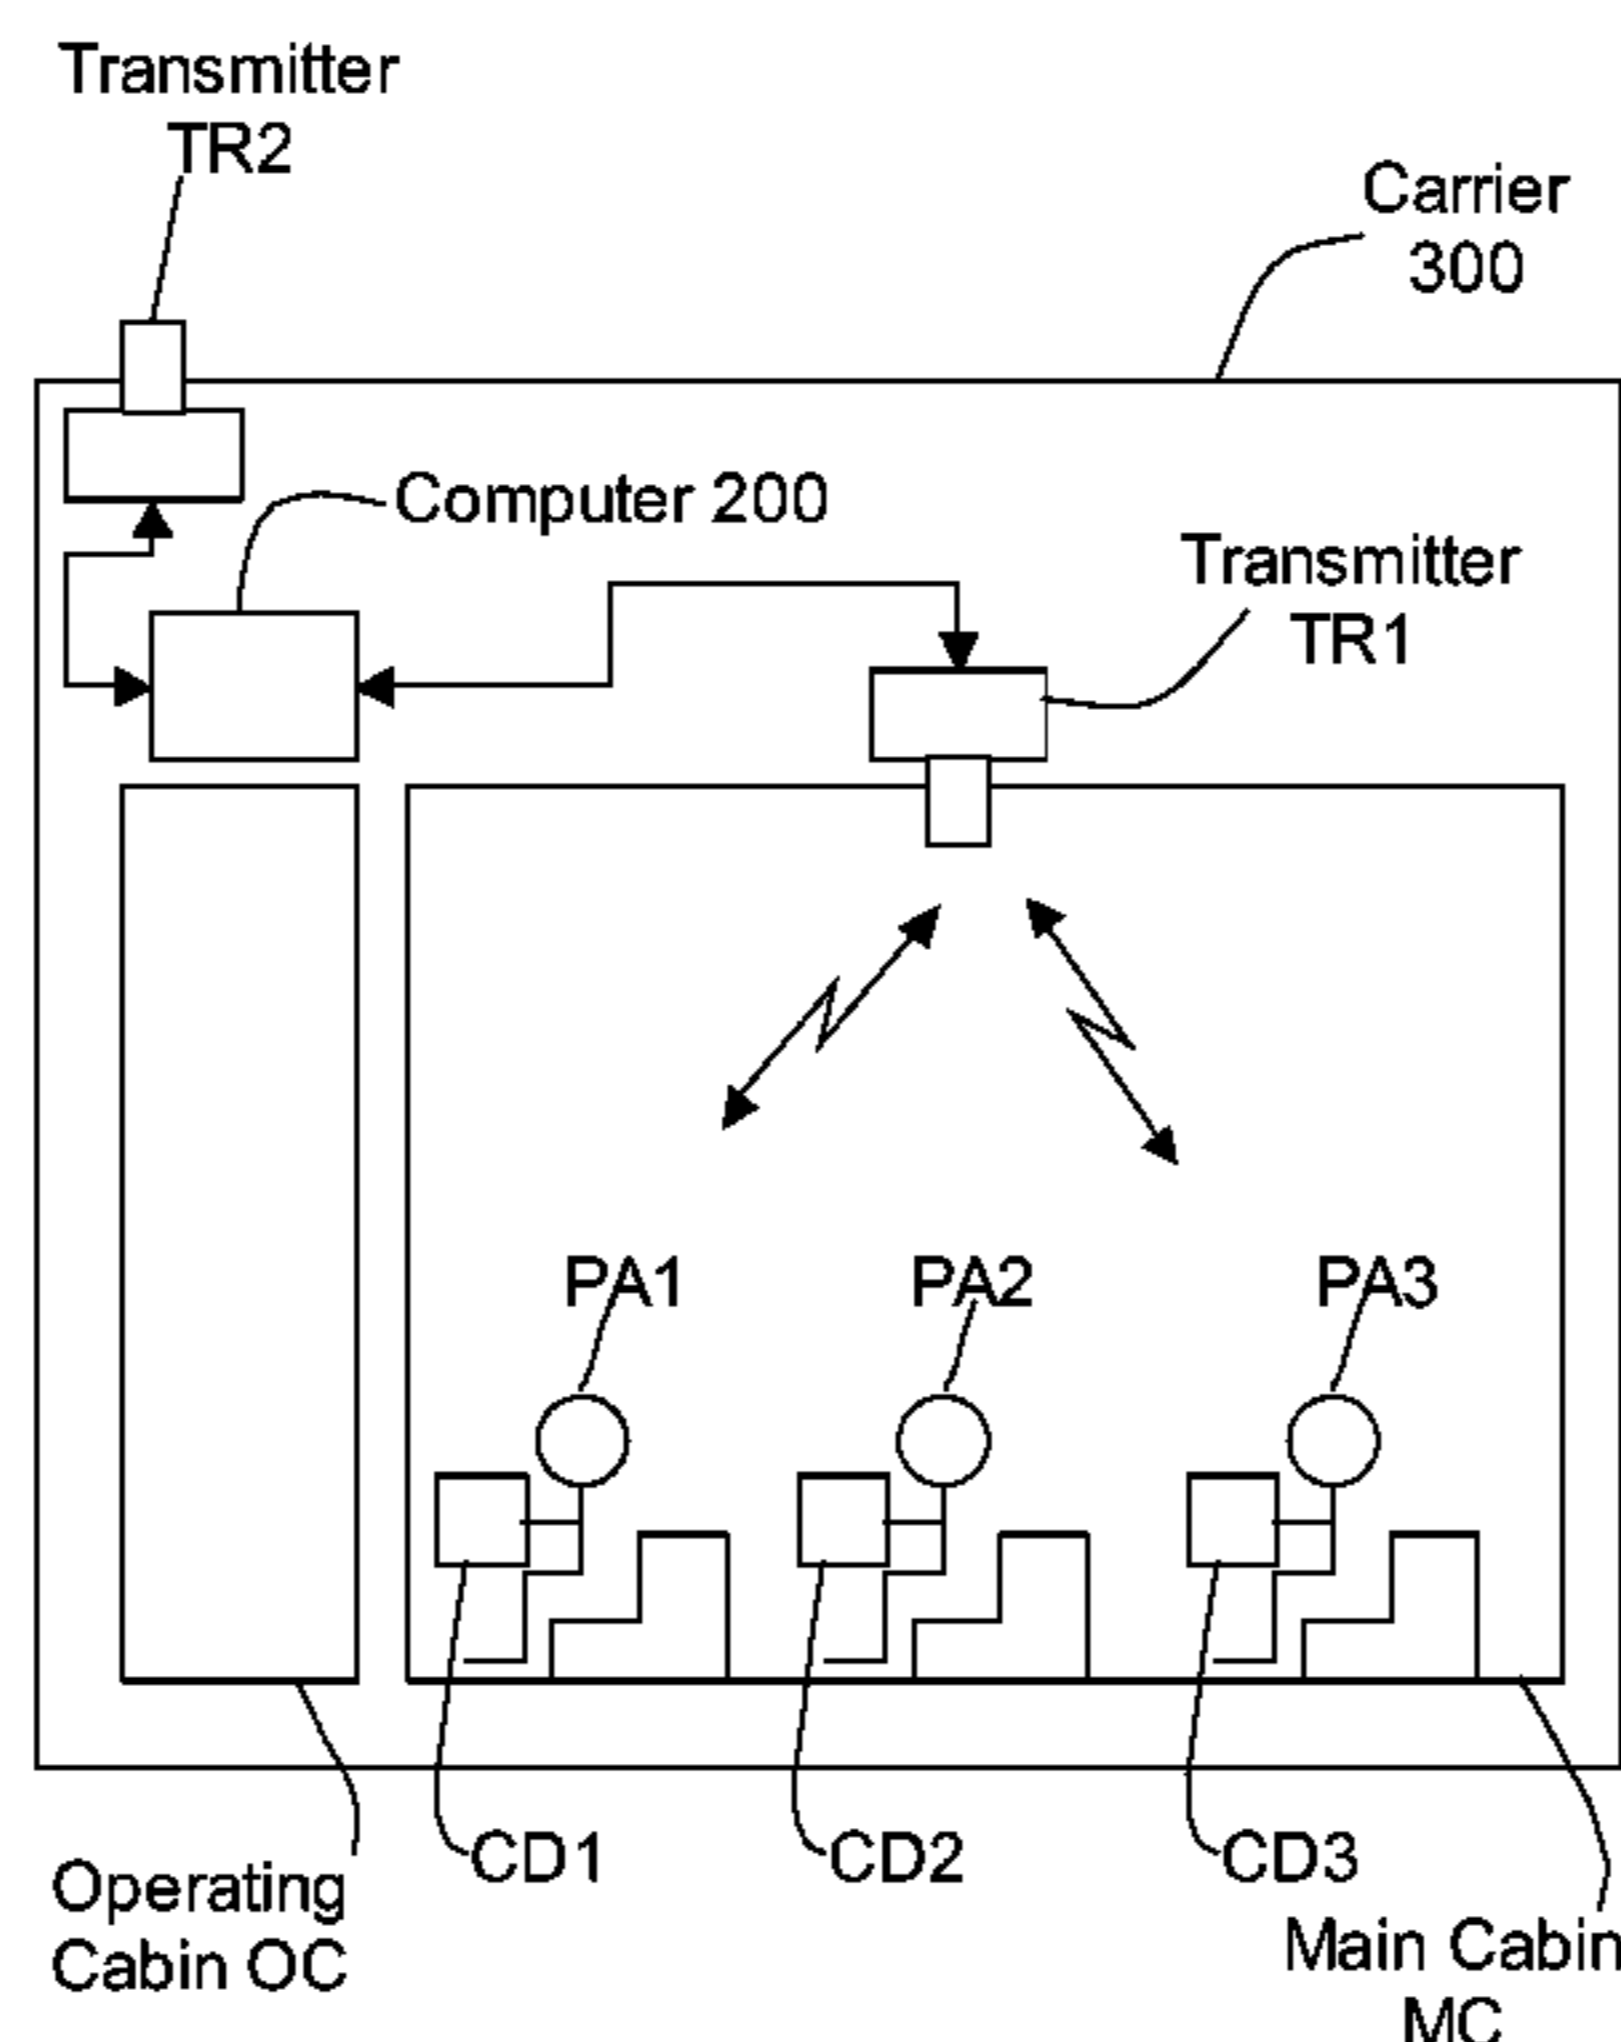 Transmitter
TR2
Carrier
300
Computer 200
Transmitter
TR1
PA1
PA2
PA3
CD1
CD2
CD3
Operating
Cabin OC
Main Cabin
MC